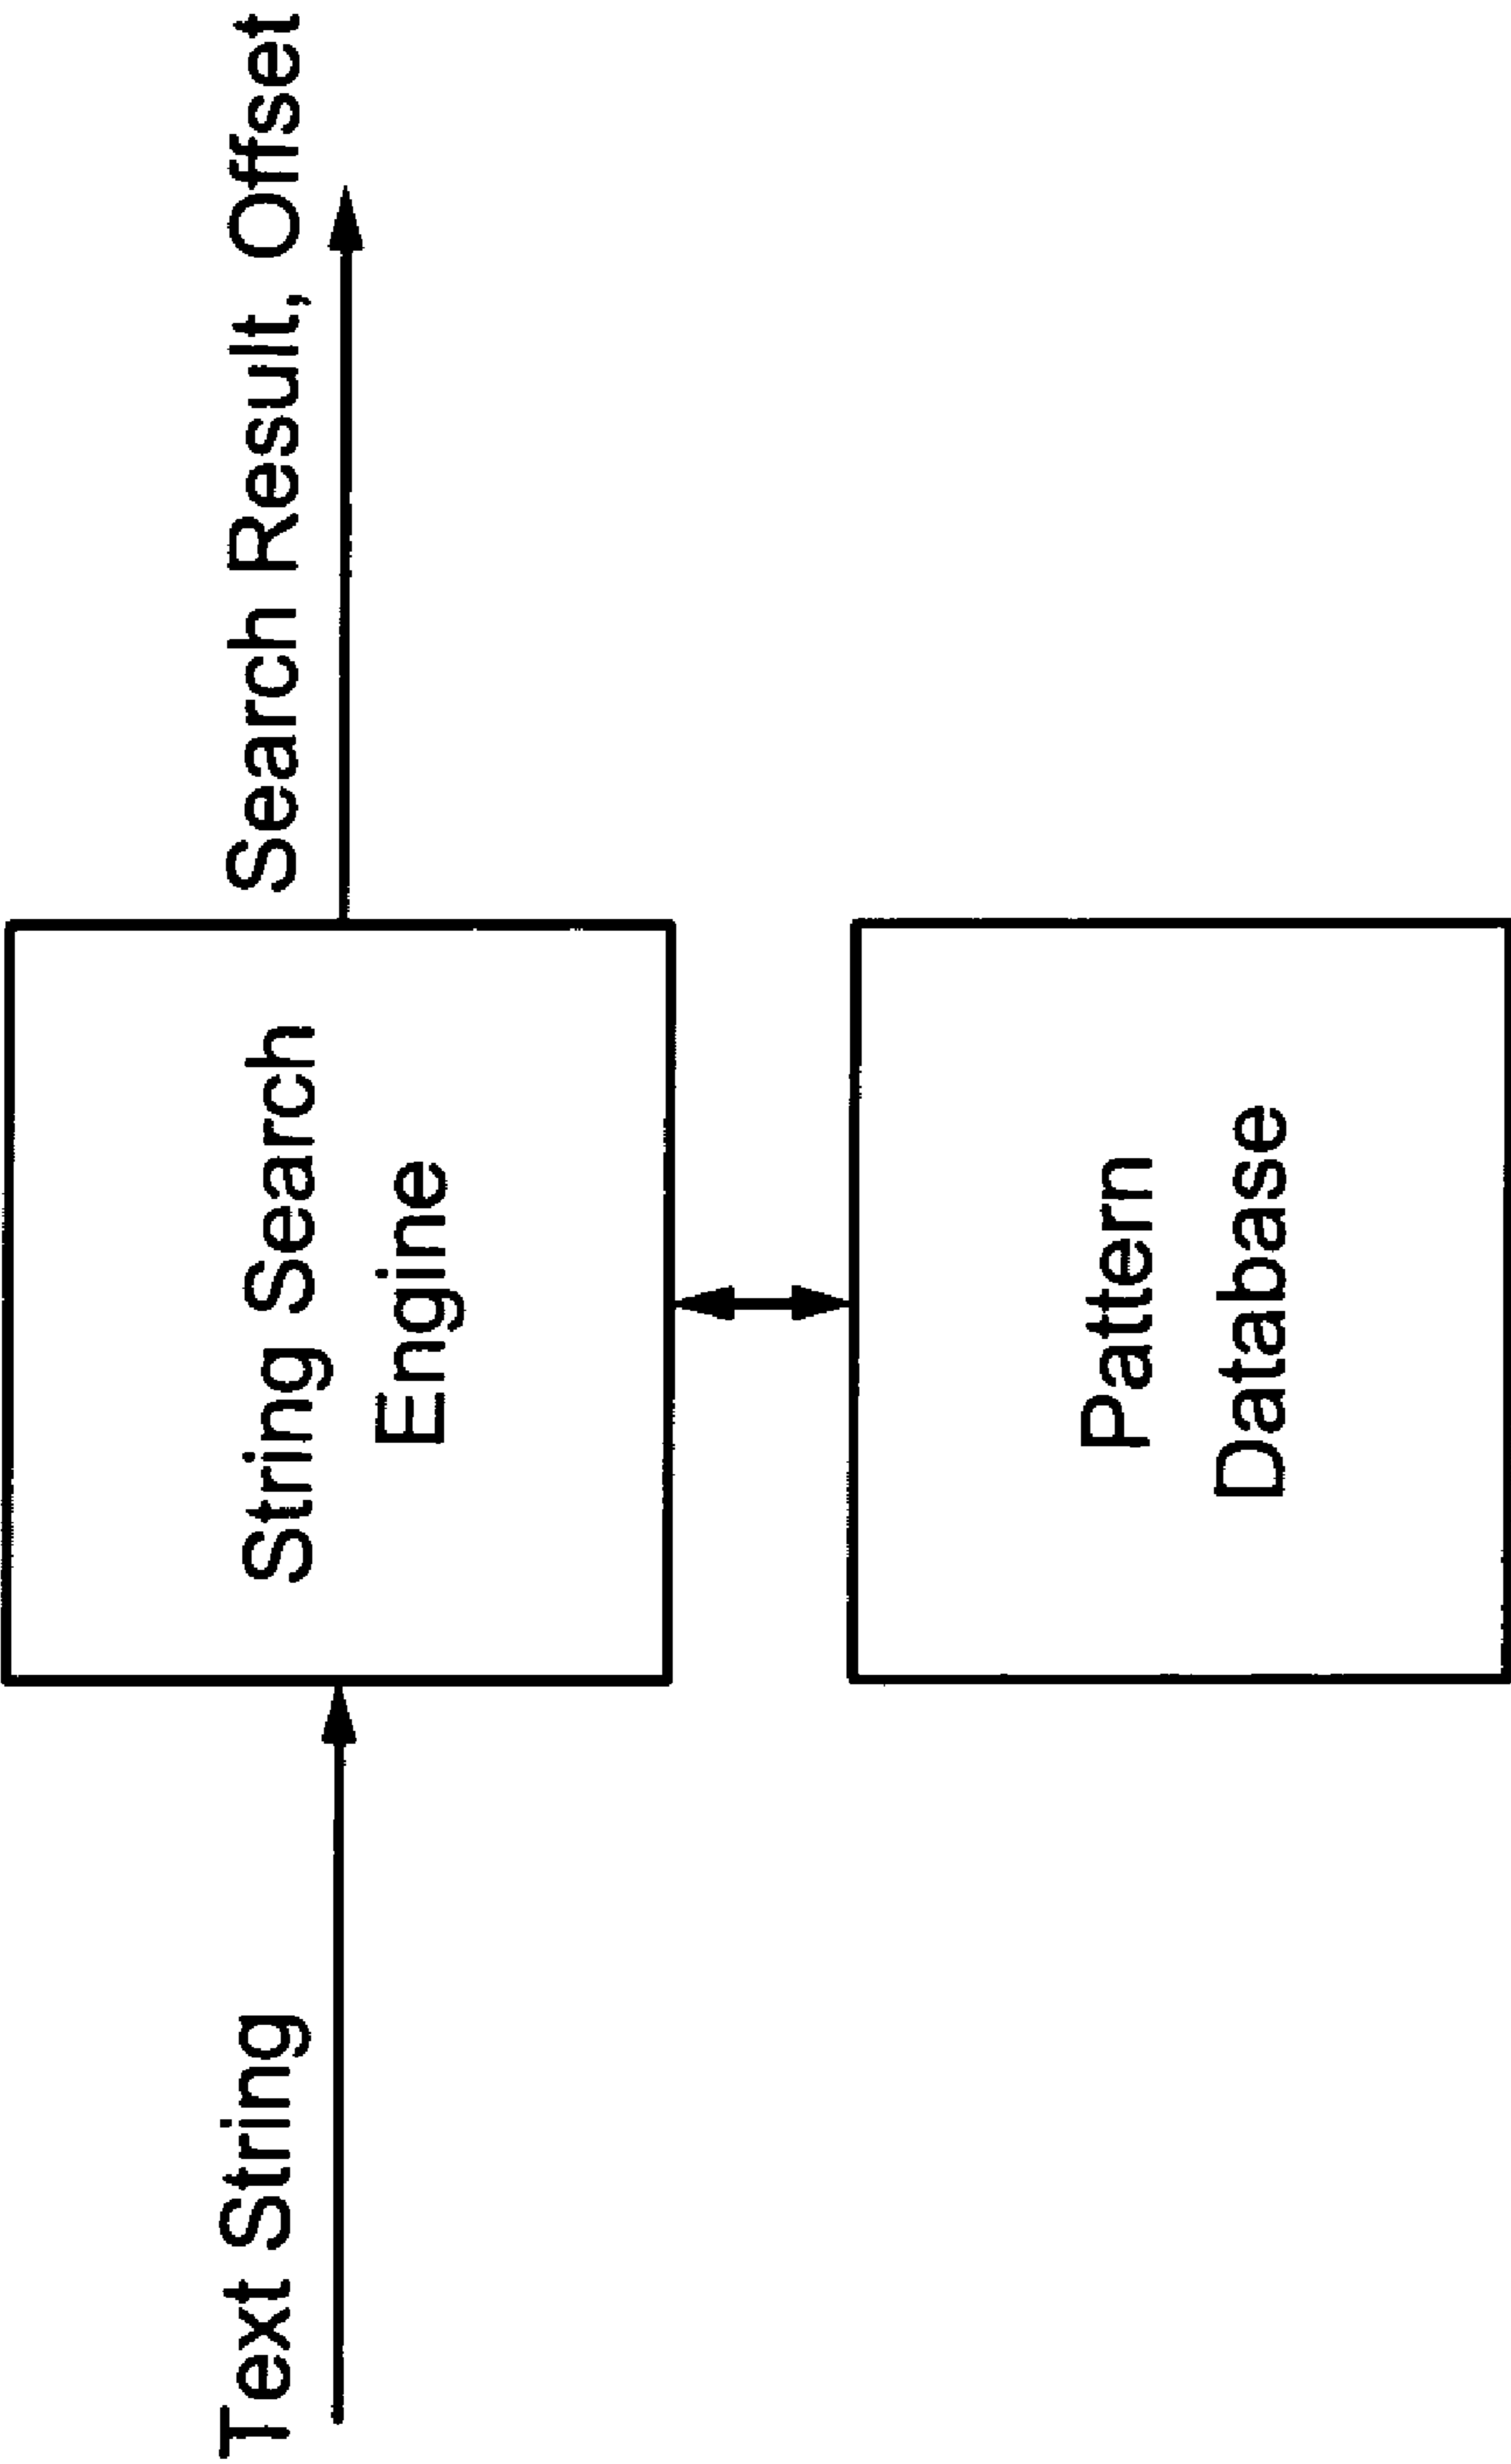 Text String
String Search
Engine
Search Result, Offset
Pattern
Database